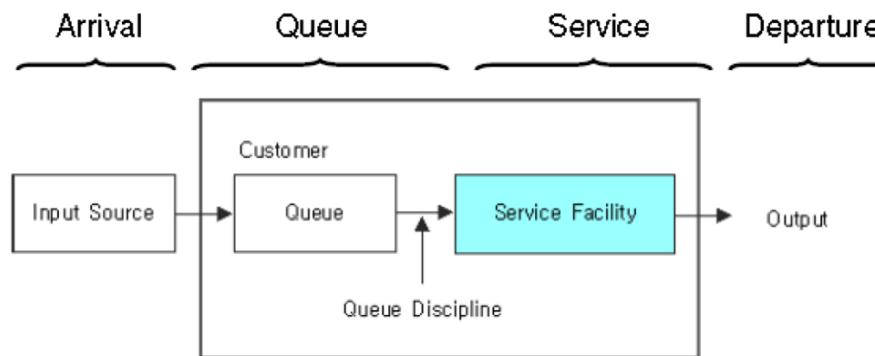 Arrival Queue Service Departure
Customer
Input Source Queue Service Facility Output
Queue Discipline